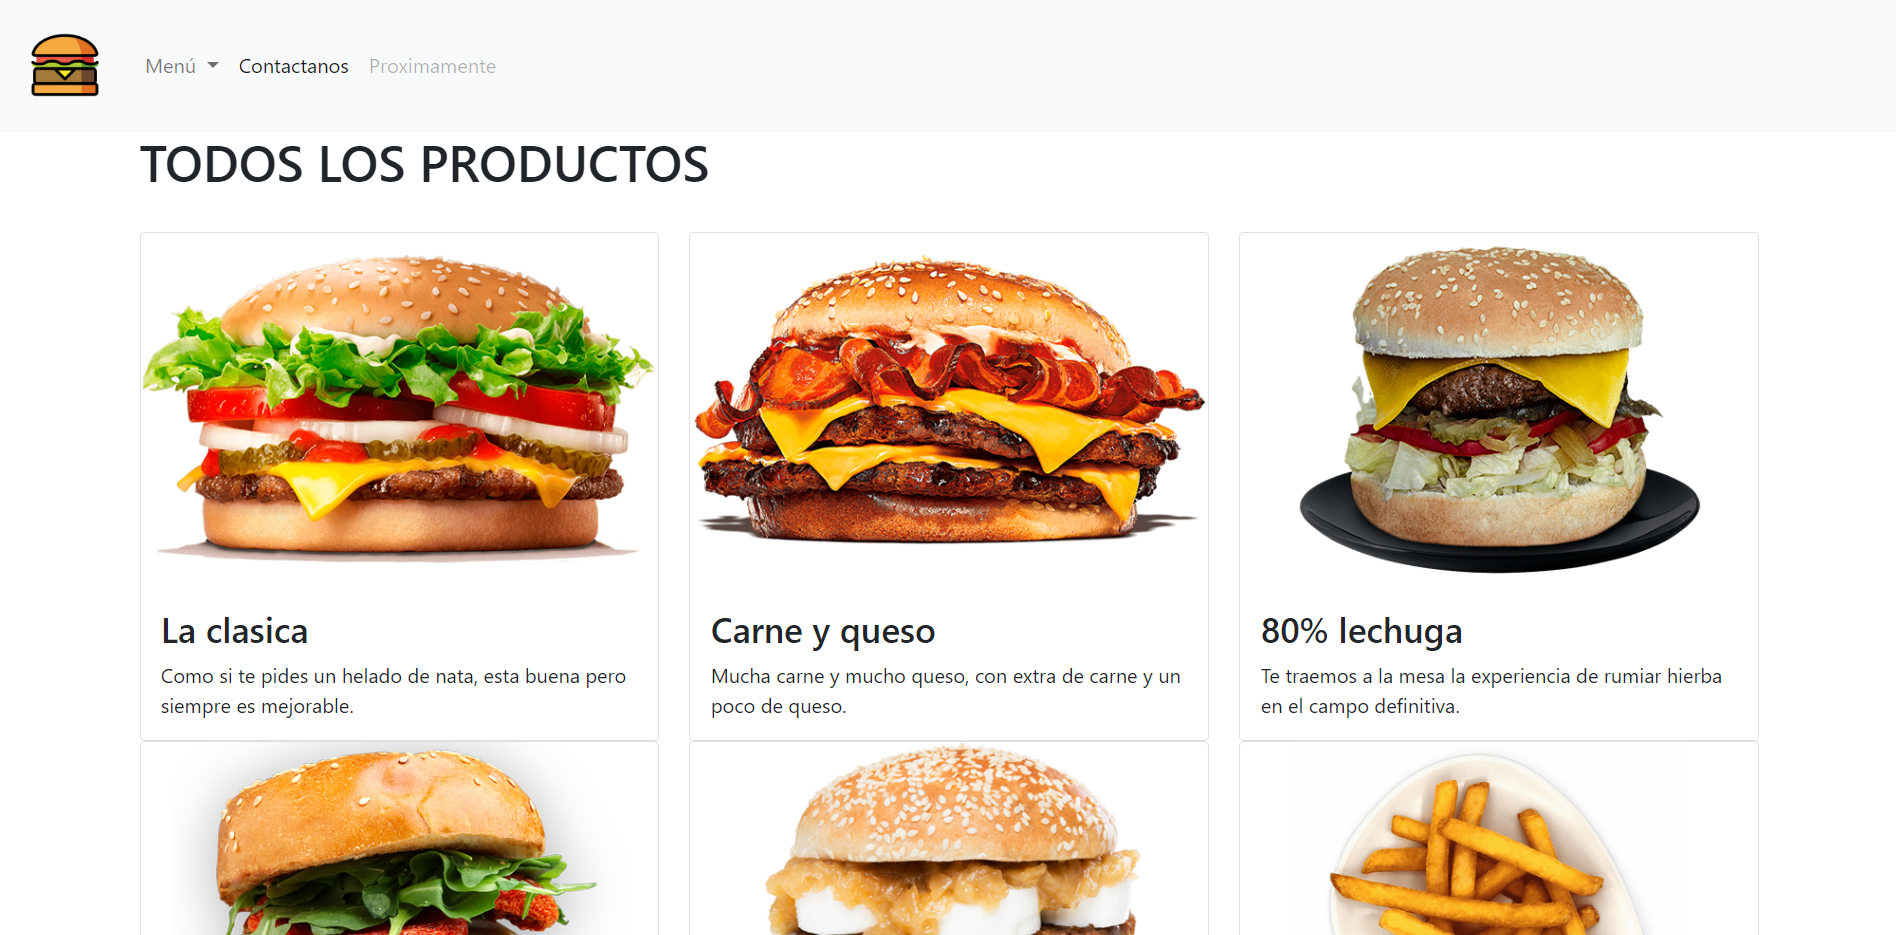 Menú
Contactanos
Proximamente
TODOS LOS PRODUCTOS
La clasica
Como si te pides un helado de nata, esta buena pero
siempre es mejorable.
Carne y queso
Mucha carne y mucho queso, con extra de carne y un
poco de queso.
80% lechuga
Te traemos a la mesa la experiencia de rumiar hierba
en el campo definitiva.